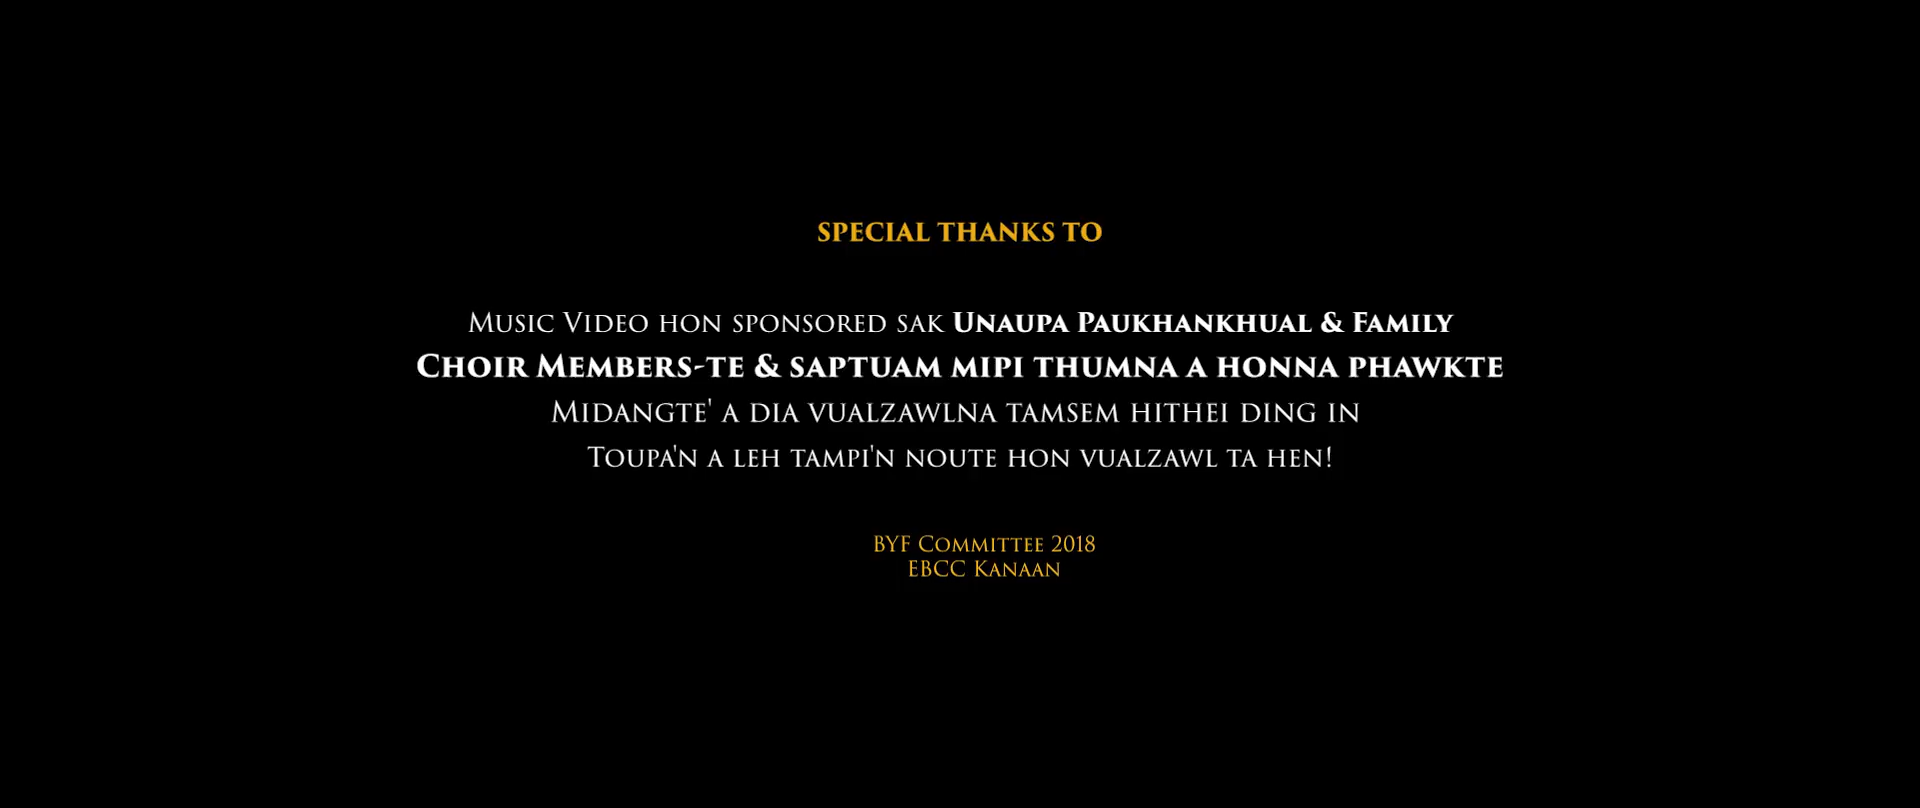 SPECIAL THANKS TO
MUSIC VIDEO HON SPONSORED SAK UNAUPA PAUKHANKHUAL & FAMILY
CHOIR MEMBERS-TE & SAPTUAM MIPI THUMNA A HONNA PHAWKTE
MIDANGTE' A DIA VUALZAWLNA TAMSEM HITHEI DING IN
TOUPA'N A LEH TAMPI'N NOUTE HON VUALZAWL TA HEN!
BYF COMMITTEE 2018
EBCC KANAAN